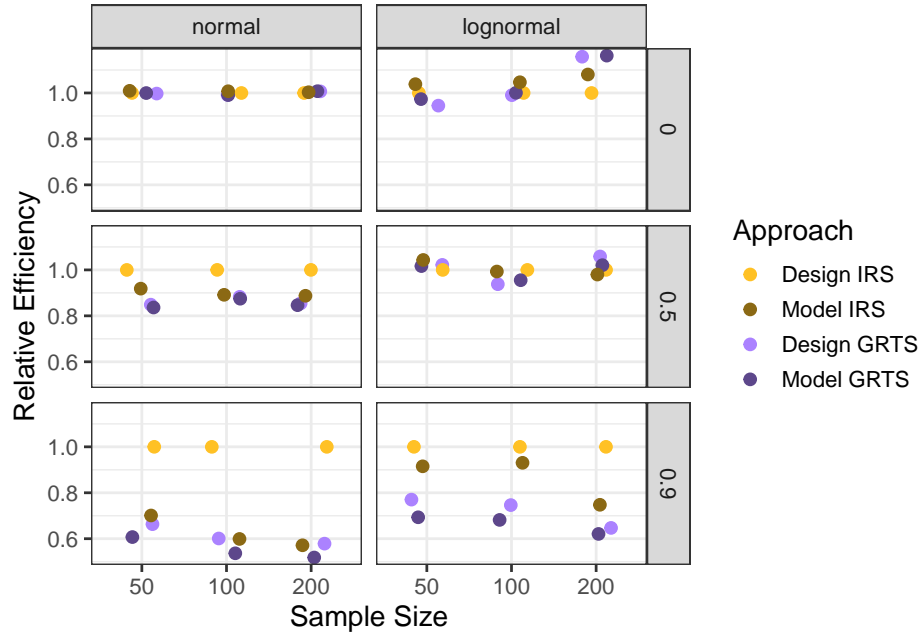 normal
lognormal
1.0
0.8
0.6
0
1.0
0.8
0.6
0.5
1.0
0.8
0.6
0.9
50
100
200
50
100
200
Sample Size
Relative Efficiency
Approach
Design IRS
Model IRS
Design GRTS
Model GRTS